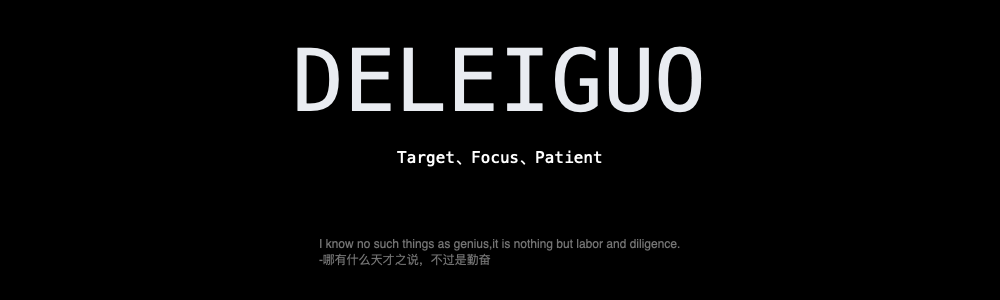 DELEIGUO
Target、Focus、Patient
I know no such things as genius,it is nothing but labor and diligence.
-哪有什么天才之说，不过是勤奋